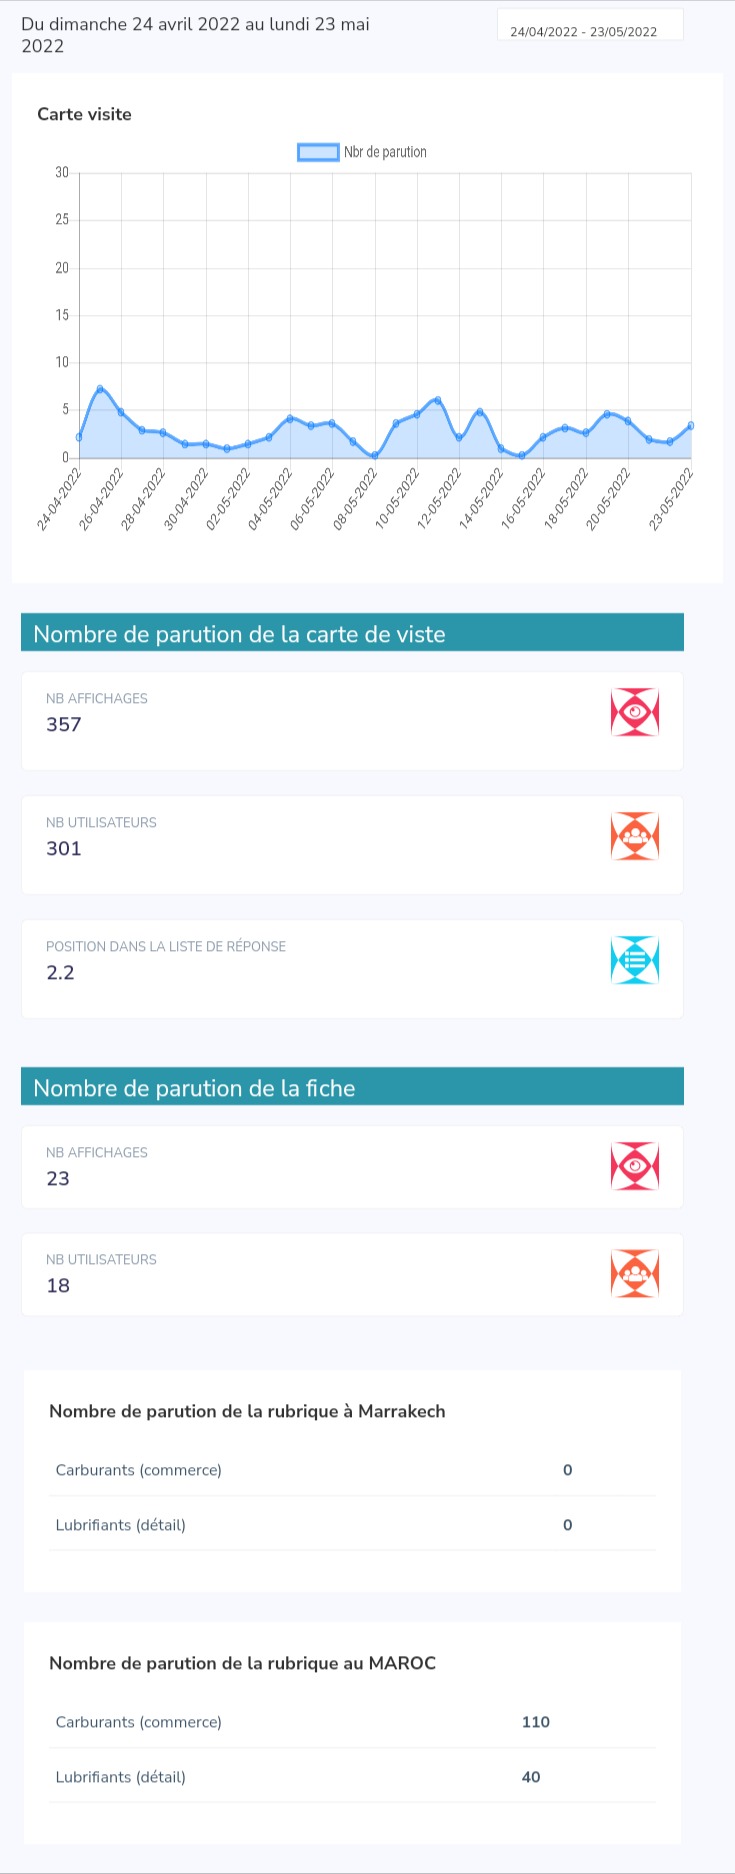 Du dimanche 24 avril 2022 au lundi 23 mai
2022
24/04/2022 - 23/05/2022
Carte visite
Nbr de parution
30
25
20
15
10
5
0
24-04-2022
26-04-2022
28-04-2022
30-04-2022
02-05-2022
04-05-2022
06-05-2022
08-05-2022
10-05-2022
12-05-2022
14-05-2022
16-05-2022
18-05-2022
20-05-2022
23-05-2022
Nombre de parution de la carte de viste
NB AFFICHAGES
357
NB UTILISATEURS
301
POSITION DANS LA LISTE DE RÉPONSE
2.2
Nombre de parution de la fiche
NB AFFICHAGES
23
NB UTILISATEURS
18
Nombre de parution de la rubrique à Marrakech
Carburants (commerce) 0
Lubrifiants (détail) 0
Nombre de parution de la rubrique au MAROC
Carburants (commerce) 110
Lubrifiants (détail) 40